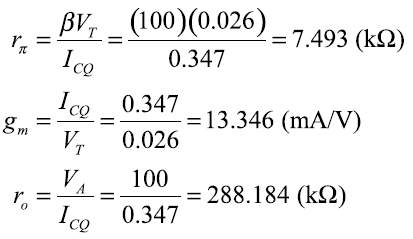 r_π = βV_T / I_CQ = (100)(0.026) / 0.347 = 7.493 (kΩ)
g_m = I_CQ / V_T = 0.347 / 0.026 = 13.346 (mA/V)
r_o = V_A / I_CQ = 100 / 0.347 = 288.184 (kΩ)